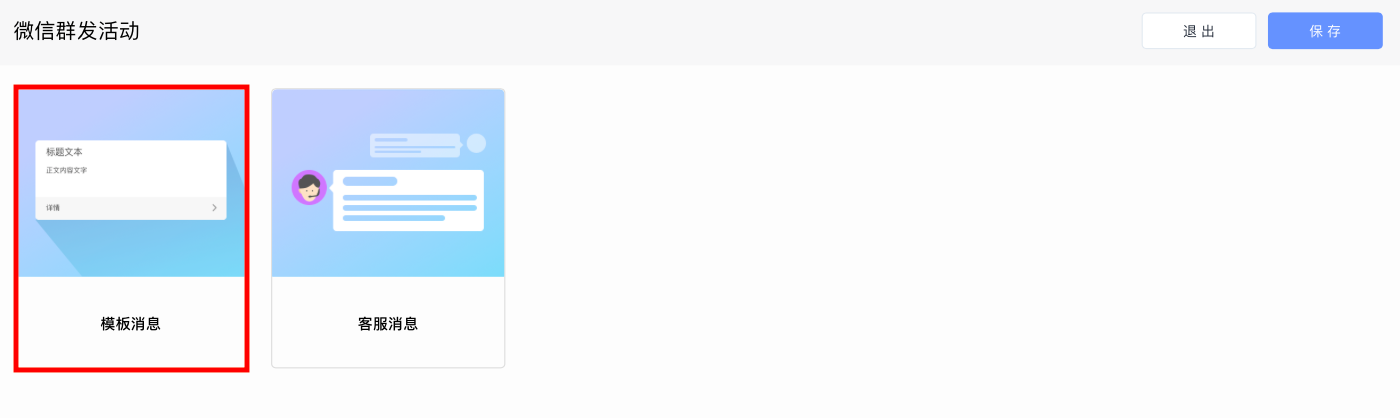 微信群发活动
退 出
保 存
标题文本
正文内容文字
详情
模板消息
客服消息